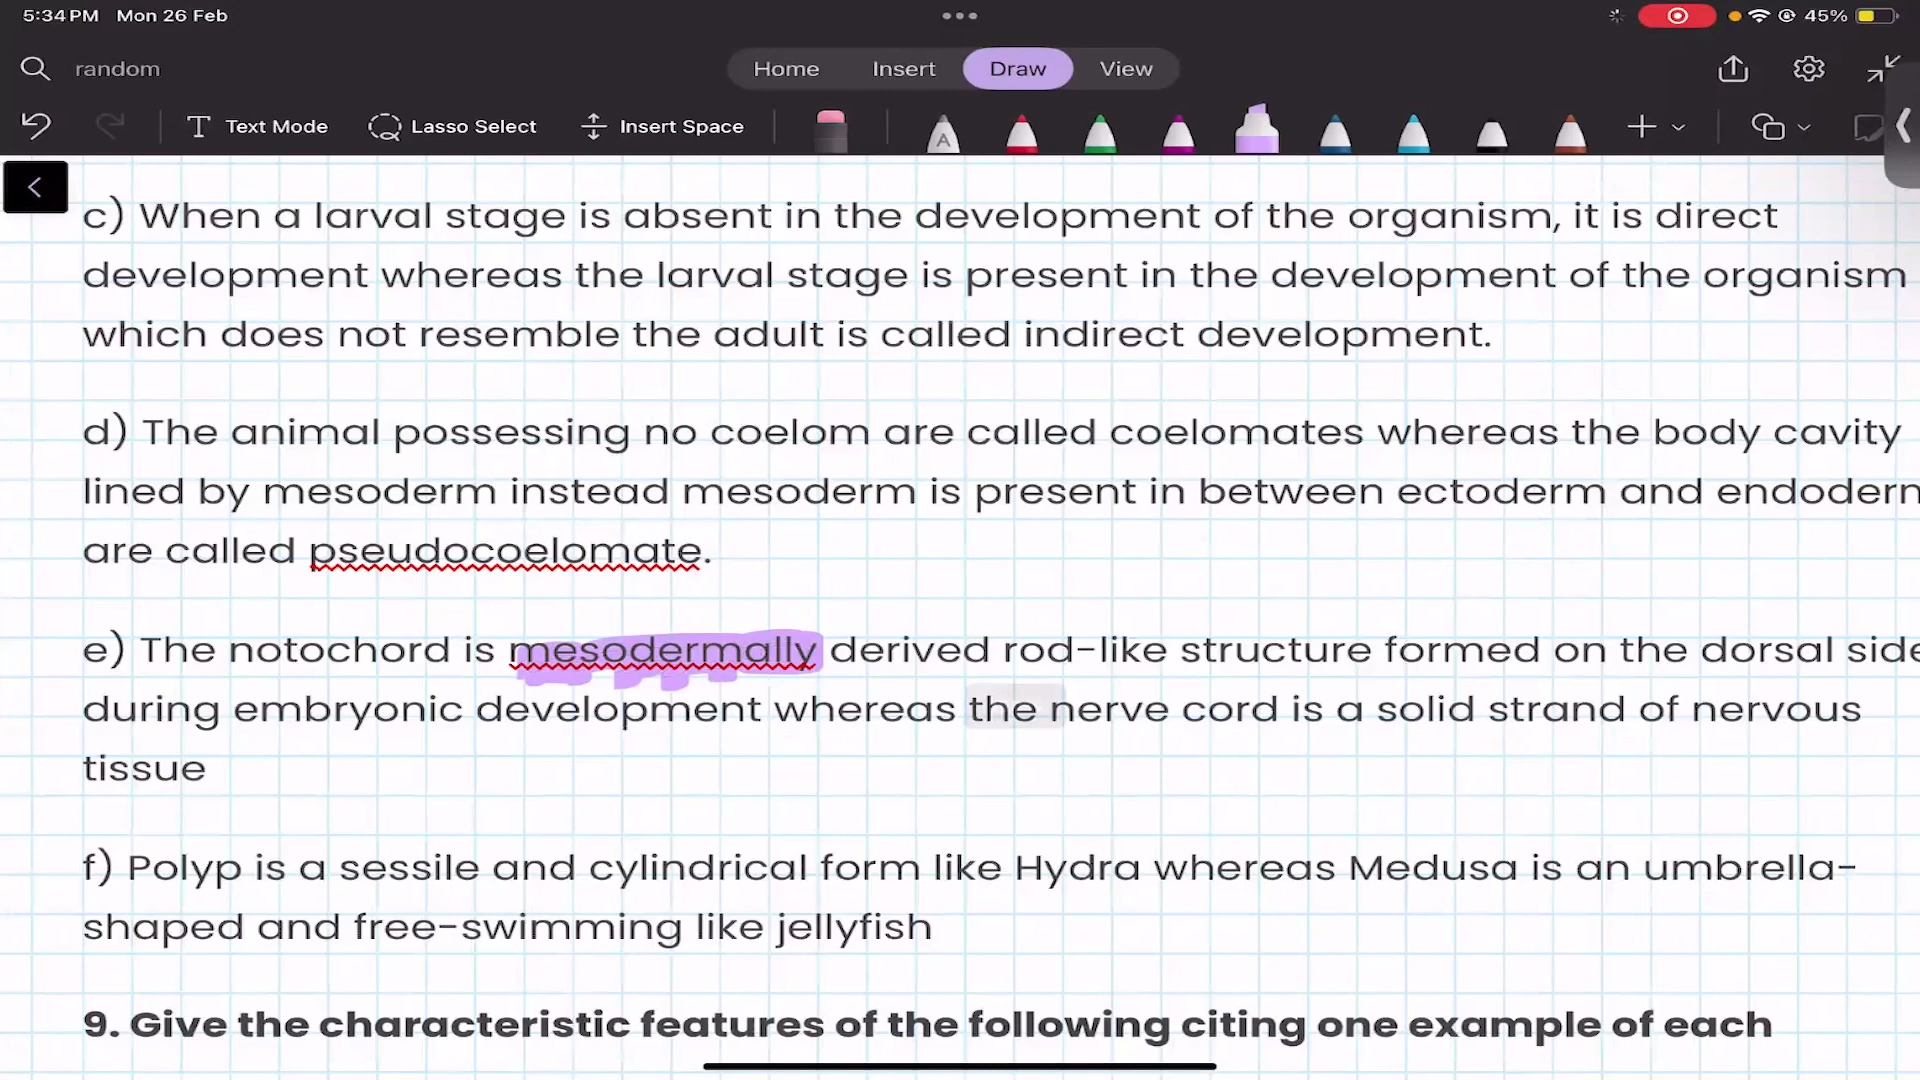 5:34 PM Mon 26 Feb
45%
random
Home Insert Draw View
Text Mode Lasso Select Insert Space
A
c) When a larval stage is absent in the development of the organism, it is direct
development whereas the larval stage is present in the development of the organism
which does not resemble the adult is called indirect development.
d) The animal possessing no coelom are called coelomates whereas the body cavity
lined by mesoderm instead mesoderm is present in between ectoderm and endoderm
are called pseudocoelomate.
e) The notochord is mesodermally derived rod-like structure formed on the dorsal side
during embryonic development whereas the nerve cord is a solid strand of nervous
tissue
f) Polyp is a sessile and cylindrical form like Hydra whereas Medusa is an umbrella-
shaped and free-swimming like jellyfish
9. Give the characteristic features of the following citing one example of each